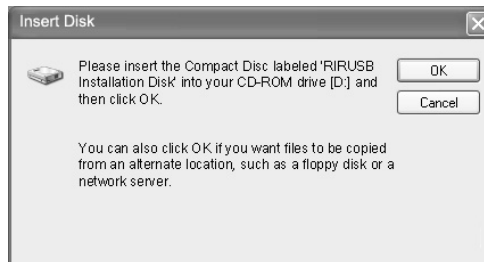 Insert Disk
Please insert the Compact Disc labeled 'RIRUSB
Installation Disk' into your CD-ROM drive [D:] and
then click OK.
OK
Cancel
You can also click OK if you want files to be copied
from an alternate location, such as a floppy disk or a
network server.